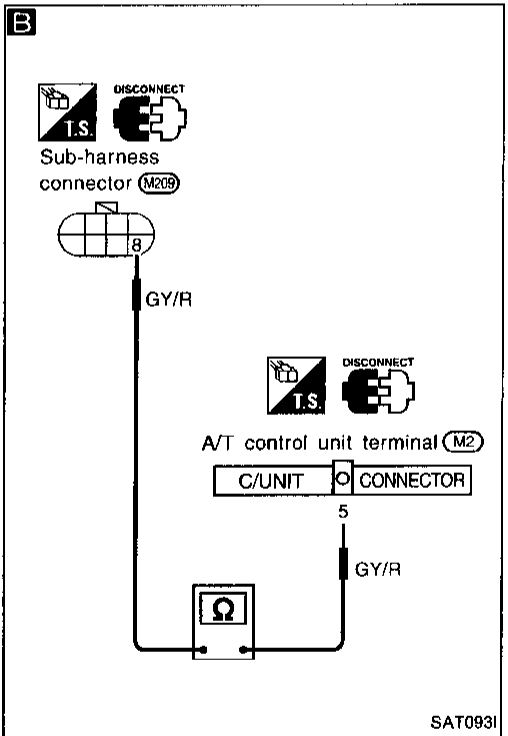 B
DISCONNECT
T.S.
Sub-harness
connector M209
8
GY/R
DISCONNECT
T.S.
A/T control unit terminal M2
C/UNIT CONNECTOR
5
GY/R
Ω
SAT093I